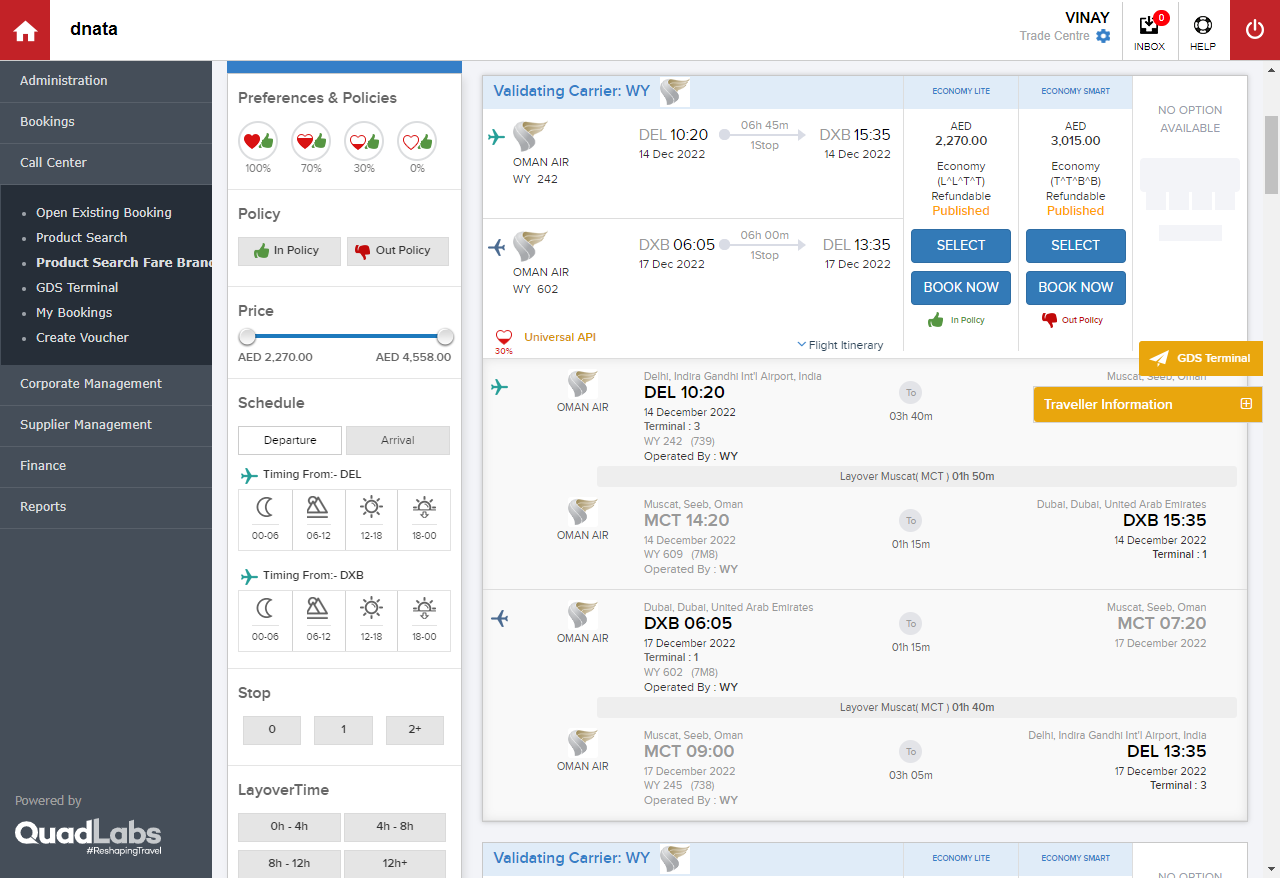 dnata
VINAY
Trade Centre
0
INBOX
HELP
Administration
Bookings
Call Center
Open Existing Booking
Product Search
Product Search Fare Brand
GDS Terminal
My Bookings
Create Voucher
Corporate Management
Supplier Management
Finance
Reports
Powered by
QuadLabs
#ReshapingTravel
Preferences & Policies
100% 70% 30% 0%
Policy
In Policy Out Policy
Price
AED 2,270.00 AED 4,558.00
Schedule
Departure Arrival
Timing From:- DEL
00-06 06-12 12-18 18-00
Timing From:- DXB
00-06 06-12 12-18 18-00
Stop
0 1 2+
LayoverTime
0h - 4h 4h - 8h
8h - 12h 12h+
Validating Carrier: WY
ECONOMY LITE ECONOMY SMART
OMAN AIR
WY 242
DEL 10:20
14 Dec 2022
06h 45m
1Stop
DXB 15:35
14 Dec 2022
OMAN AIR
WY 602
DXB 06:05
17 Dec 2022
06h 00m
1Stop
DEL 13:35
17 Dec 2022
30%
Universal API
Flight Itinerary
AED
2,270.00
Economy
(L^L^T^T)
Refundable
Published
SELECT
BOOK NOW
In Policy
AED
3,015.00
Economy
(T^T^B^B)
Refundable
Published
SELECT
BOOK NOW
Out Policy
NO OPTION
AVAILABLE
GDS Terminal
Traveller Information
OMAN AIR
Delhi, Indira Gandhi Int'l Airport, India
DEL 10:20
14 December 2022
Terminal : 3
WY 242 (739)
Operated By : WY
To
03h 40m
Muscat, Seeb, Oman
Layover Muscat( MCT ) 01h 50m
OMAN AIR
Muscat, Seeb, Oman
MCT 14:20
14 December 2022
WY 609 (7M8)
Operated By : WY
To
01h 15m
Dubai, Dubai, United Arab Emirates
DXB 15:35
14 December 2022
Terminal : 1
OMAN AIR
Dubai, Dubai, United Arab Emirates
DXB 06:05
17 December 2022
Terminal : 1
WY 602 (7M8)
Operated By : WY
To
01h 15m
Muscat, Seeb, Oman
MCT 07:20
17 December 2022
Layover Muscat( MCT ) 01h 40m
OMAN AIR
Muscat, Seeb, Oman
MCT 09:00
17 December 2022
WY 245 (738)
Operated By : WY
To
03h 05m
Delhi, Indira Gandhi Int'l Airport, India
DEL 13:35
17 December 2022
Terminal : 3
Validating Carrier: WY
ECONOMY LITE ECONOMY SMART
NO OPTION